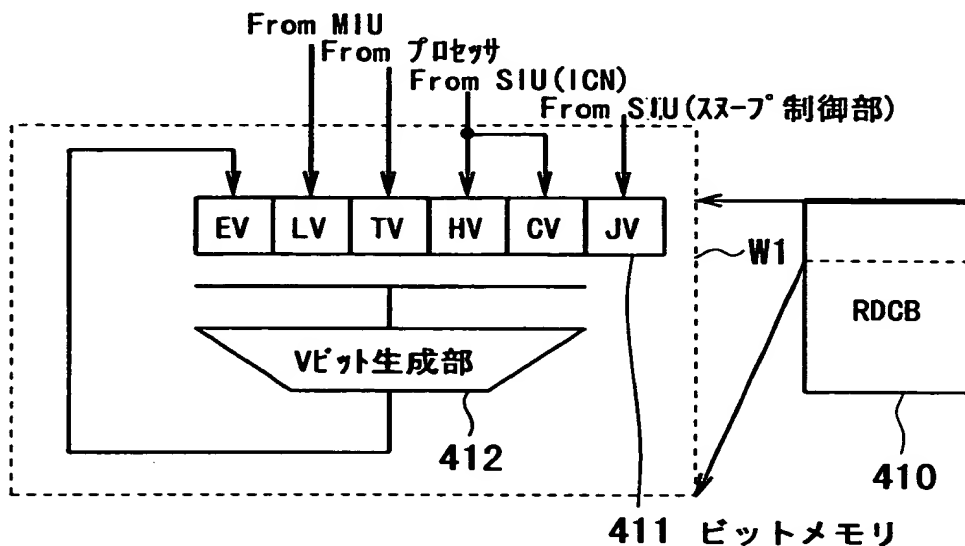 From MIU
From プロセッサ
From SIU(ICN)
From SIU(スヌープ制御部)
EV LV TV HV CV JV
W1
RDCB
Vビット生成部
412
410
411 ビットメモリ